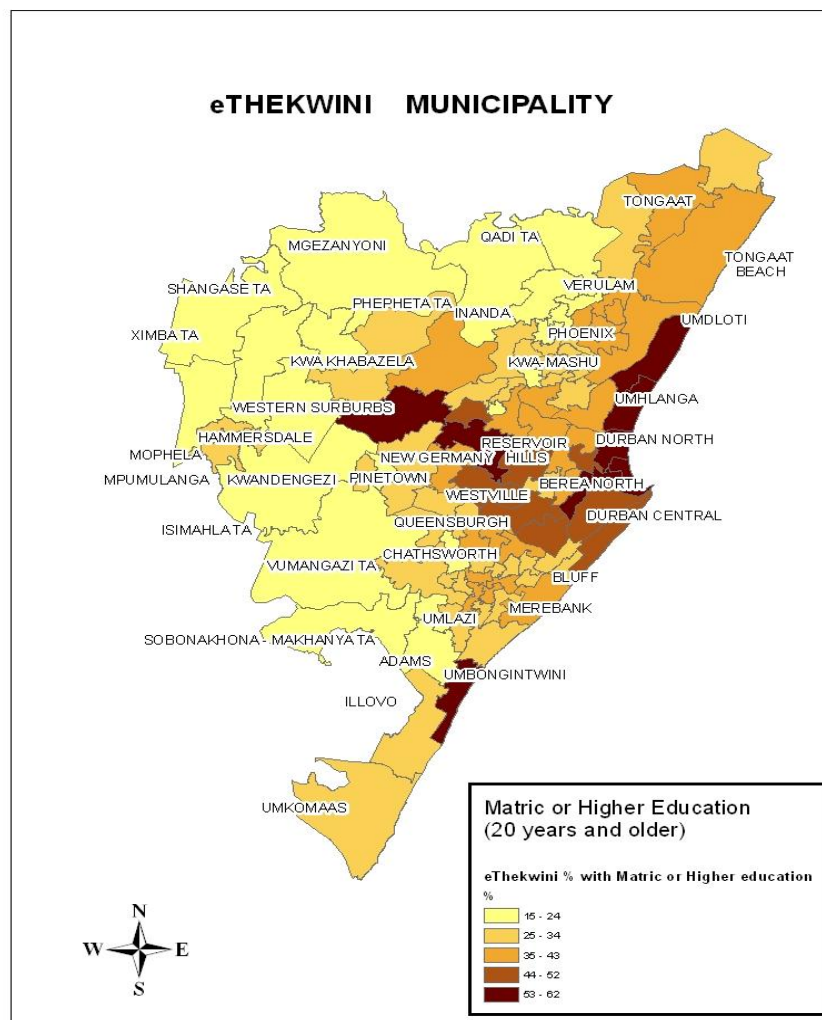 eTHEKWINI MUNICIPALITY
TONGAAT
QADI TA
MGEZANYONI
TONGAAT
BEACH
SHANGASE TA
VERULAM
PHEPHETA TA
INANDA
UMDLOTI
XIMBA TA
PHOENIX
KWA KHABAZELA
KWA-MASHU
UMHLANGA
WESTERN SURBURBS
HAMMERSDALE
RESERVOIR
HILLS
DURBAN NORTH
MOPHELA
NEW GERMANY
MPUMULANGA
KWANDENGEZI
PINETOWN
BEREA NORTH
WESTVILLE
DURBAN CENTRAL
ISIMAHLA TA
QUEENSBURGH
CHATHSWORTH
VUMANGAZI TA
BLUFF
MEREBANK
UMLAZI
SOBONAKHONA - MAKHANYA TA
ADAMS
UMBONGINTWINI
ILLOVO
UMKOMAAS
Matric or Higher Education
(20 years and older)
eThekwini % with Matric or Higher education
%
15 - 24
25 - 34
35 - 43
44 - 52
53 - 62
N
W E
S